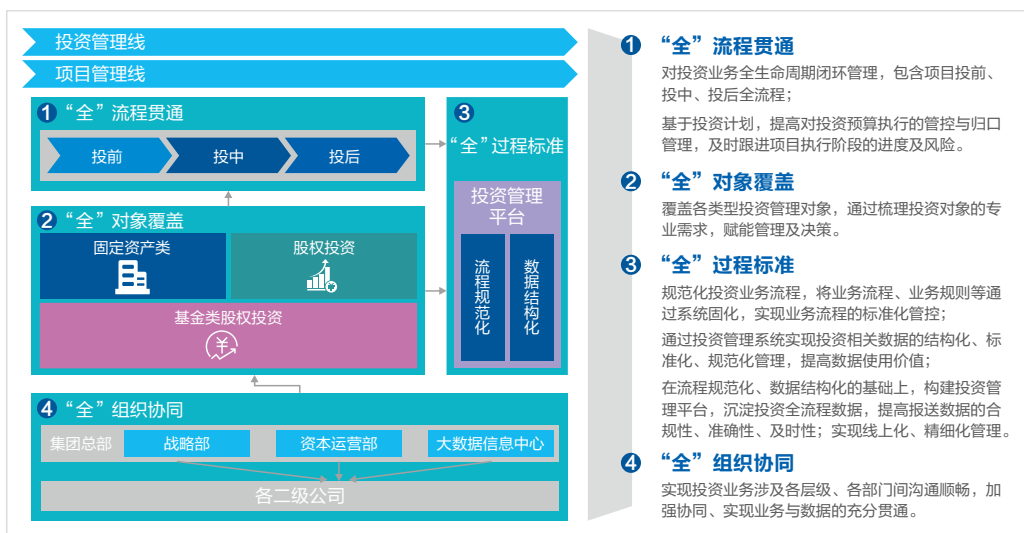 投资管理线
项目管理线
1 “全”流程贯通
投前
投中
投后
2 “全”对象覆盖
固定资产类
股权投资
基金类股权投资
3
“全”过程标准
投资管理
平台
流程规范化
数据结构化
4 “全”组织协同
集团总部
战略部
资本运营部
大数据信息中心
各二级公司
1 “全”流程贯通
对投资业务全生命周期闭环管理，包含项目投前、
投中、投后全流程；
基于投资计划，提高对投资预算执行的管控与归口
管理，及时跟进项目执行阶段的进度及风险。
2 “全”对象覆盖
覆盖各类型投资管理对象，通过梳理投资对象的专
业需求，赋能管理及决策。
3 “全”过程标准
规范化投资业务流程，将业务流程、业务规则等通
过系统固化，实现业务流程的标准化管控；
通过投资管理系统实现投资相关数据的结构化、标
准化、规范化管理，提高数据使用价值；
在流程规范化、数据结构化的基础上，构建投资管
理平台，沉淀投资全流程数据，提高报送数据的合
规性、准确性、及时性；实现线上化、精细化管理。
4 “全”组织协同
实现投资业务涉及各层级、各部门间沟通顺畅，加
强协同、实现业务与数据的充分贯通。